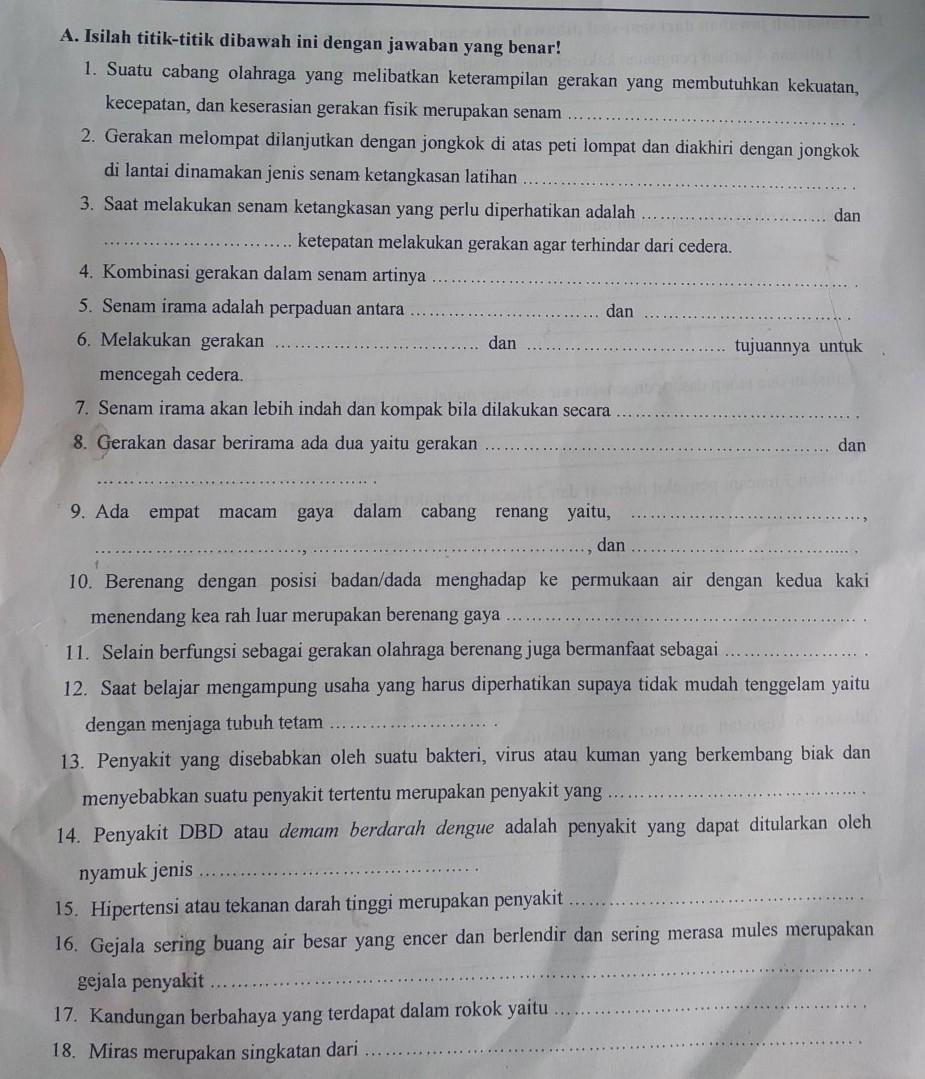 A. Isilah titik-titik dibawah ini dengan jawaban yang benar!
1. Suatu cabang olahraga yang melibatkan keterampilan gerakan yang membutuhkan kekuatan,
kecepatan, dan keserasian gerakan fisik merupakan senam ................................................ .
2. Gerakan melompat dilanjutkan dengan jongkok di atas peti lompat dan diakhiri dengan jongkok
di lantai dinamakan jenis senam ketangkasan latihan ...................................................... .
3. Saat melakukan senam ketangkasan yang perlu diperhatikan adalah ................................ dan
................................ ketepatan melakukan gerakan agar terhindar dari cedera.
4. Kombinasi gerakan dalam senam artinya ...................................................................... .
5. Senam irama adalah perpaduan antara ................................ dan ................................ .
6. Melakukan gerakan .................................. dan .................................. tujuannya untuk
mencegah cedera.
7. Senam irama akan lebih indah dan kompak bila dilakukan secara ...................................... .
8. Gerakan dasar berirama ada dua yaitu gerakan .......................................................... dan
.............................................. .
9. Ada empat macam gaya dalam cabang renang yaitu, ......................................,
..................................., .............................................., dan .................................... .
10. Berenang dengan posisi badan/dada menghadap ke permukaan air dengan kedua kaki
menendang kea rah luar merupakan berenang gaya ......................................................... .
11. Selain berfungsi sebagai gerakan olahraga berenang juga bermanfaat sebagai ..................... .
12. Saat belajar mengampung usaha yang harus diperhatikan supaya tidak mudah tenggelam yaitu
dengan menjaga tubuh tetam .......................... .
13. Penyakit yang disebabkan oleh suatu bakteri, virus atau kuman yang berkembang biak dan
menyebabkan suatu penyakit tertentu merupakan penyakit yang ......................................... .
14. Penyakit DBD atau demam berdarah dengue adalah penyakit yang dapat ditularkan oleh
nyamuk jenis ............................................. .
15. Hipertensi atau tekanan darah tinggi merupakan penyakit ............................................... .
16. Gejala sering buang air besar yang encer dan berlendir dan sering merasa mules merupakan
gejala penyakit ............................................................................................................ .
17. Kandungan berbahaya yang terdapat dalam rokok yaitu .................................................. .
18. Miras merupakan singkatan dari .................................................................................. .